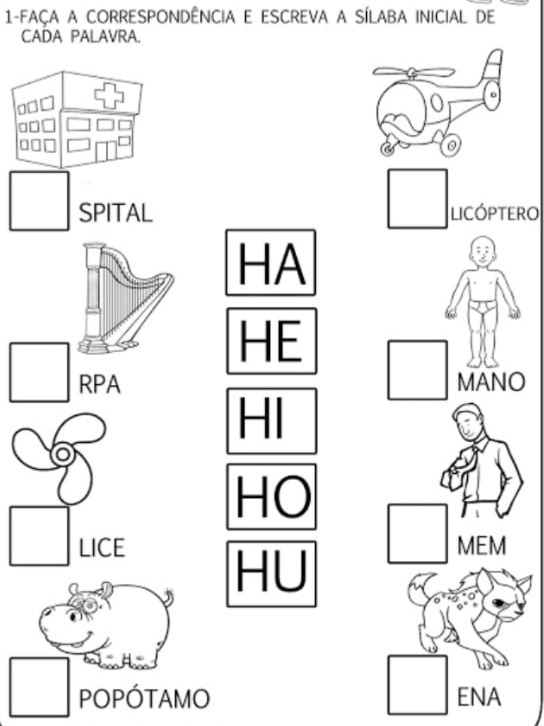 1-FAÇA A CORRESPONDÊNCIA E ESCREVA A SÍLABA INICIAL DE
CADA PALAVRA.
SPITAL
LICÓPTERO
HA
RPA
HE
MANO
HI
LICE
HO
MEM
HU
POPÓTAMO
ENA